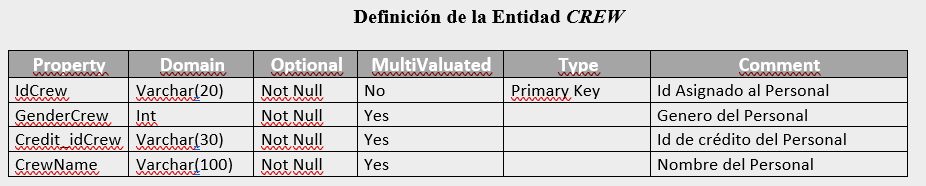 Definición de la Entidad CREW
Property Domain Optional MultiValuated Type Comment
IdCrew Varchar(20) Not Null No Primary Key Id Asignado al Personal
GenderCrew Int Not Null Yes Genero del Personal
Credit_idCrew Varchar(30) Not Null Yes Id de crédito del Personal
CrewName Varchar(100) Not Null Yes Nombre del Personal